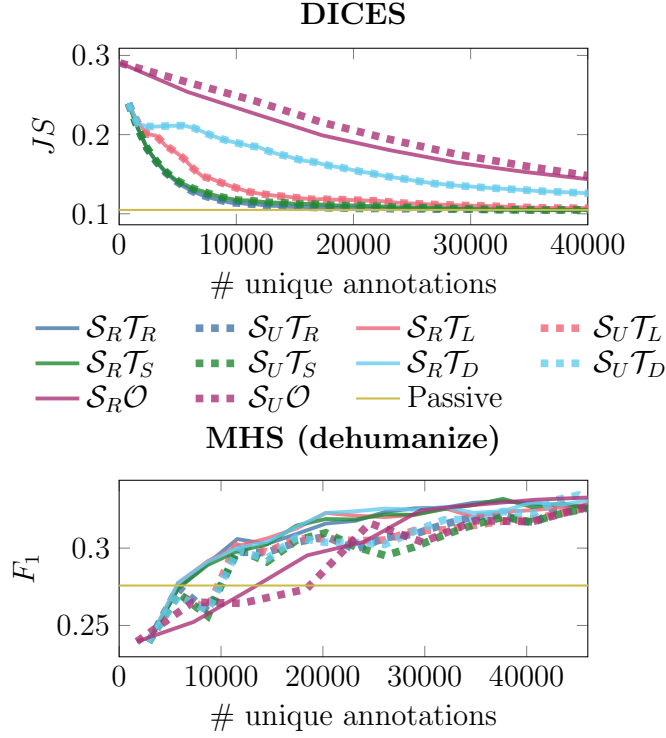 DICES
0.3
0.2
0.1
JS
0 10000 20000 30000 40000
# unique annotations
S_R T_R S_U T_R S_R T_L S_U T_L
S_R T_S S_U T_S S_R T_D S_U T_D
S_R O S_U O Passive
MHS (dehumanize)
0.3
0.25
F_1
0 10000 20000 30000 40000
# unique annotations